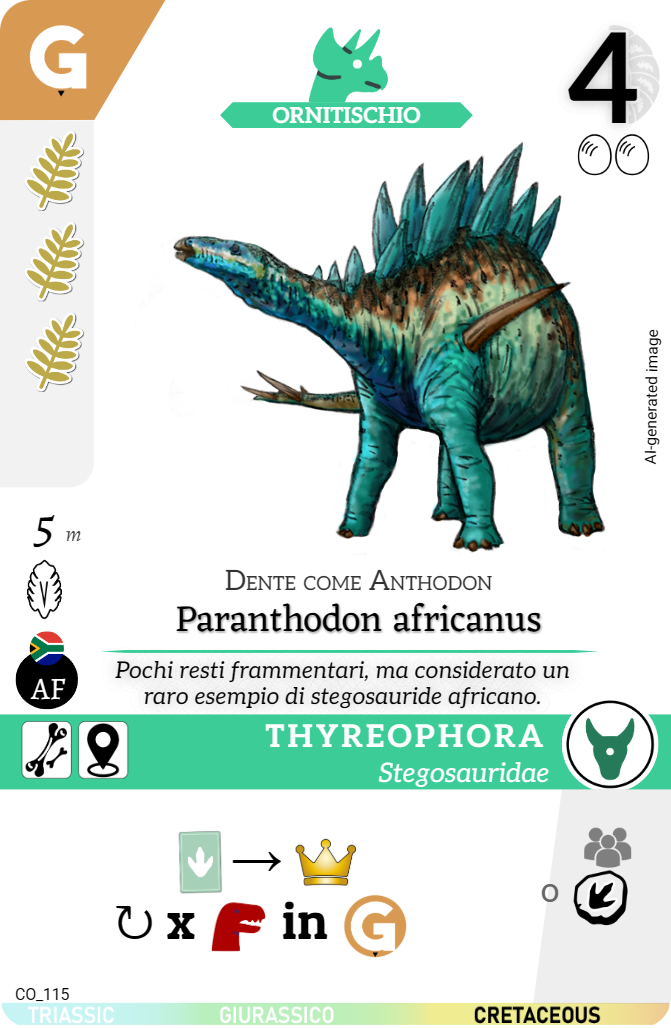 G
4
ORNITISCHIO
AI-generated image
5 m
AF
Dente come Anthodon
Paranthodon africanus
Pochi resti frammentari, ma considerato un
raro esempio di stegosauride africano.
THYREOPHORA
Stegosauridae
x in G
O
CO_115
TRIASSIC GIURASSICO CRETACEOUS